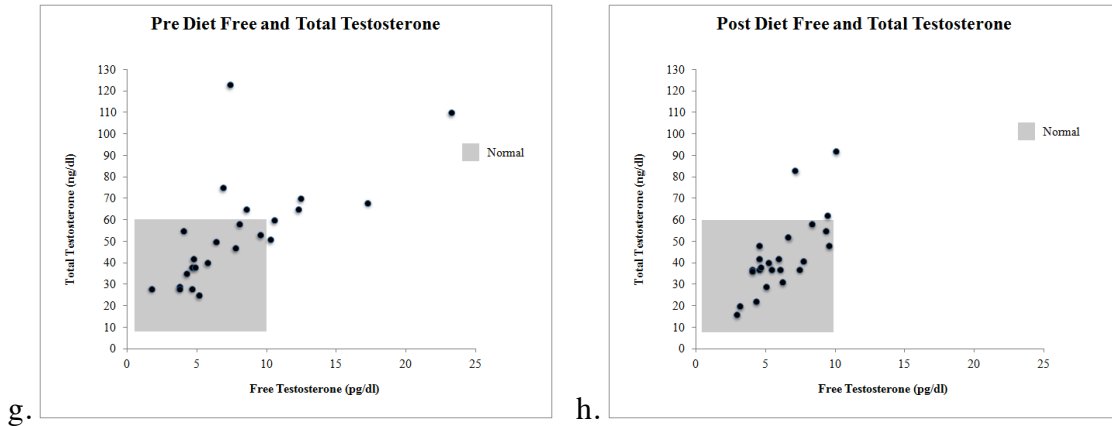 Pre Diet Free and Total Testosterone
130
120
110
100
90
80
70
60
50
40
30
20
10
0
Total Testosterone (ng/dl)
0 5 10 15 20 25
Free Testosterone (pg/dl)
Normal
g.
Post Diet Free and Total Testosterone
130
120
110
100
90
80
70
60
50
40
30
20
10
0
Total Testosterone (ng/dl)
0 5 10 15 20 25
Free Testosterone (pg/dl)
Normal
h.